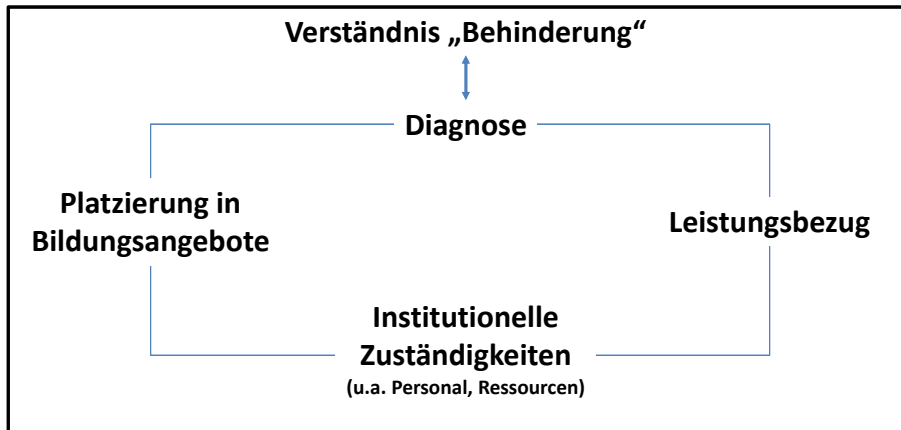 Verständnis „Behinderung“
Diagnose
Platzierung in
Bildungsangebote
Leistungsbezug
Institutionelle
Zuständigkeiten
(u.a. Personal, Ressourcen)